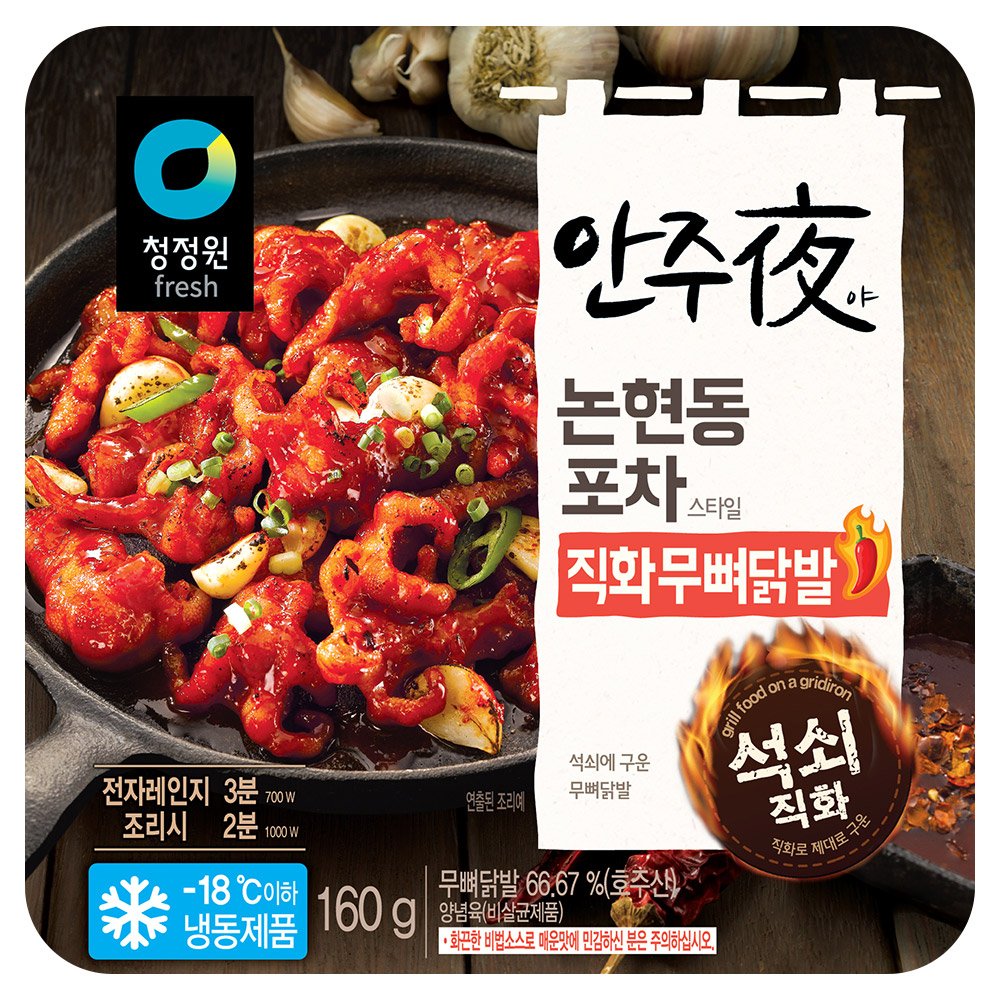 청정원
fresh
안주夜야
논현동
포차 스타일
직화무뼈닭발
석쇠에 구운
무뼈닭발
grill food on a gridiron
석쇠
직화
직화로 제대로 구운
전자레인지 3분 700 W
조리시 2분 1000 W
연출된 조리예
-18 ℃이하
냉동제품
160 g
무뼈닭발 66.67 %(호주산)
양념육(비살균제품)
• 화끈한 비법소스로 매운맛에 민감하신 분은 주의하십시오.